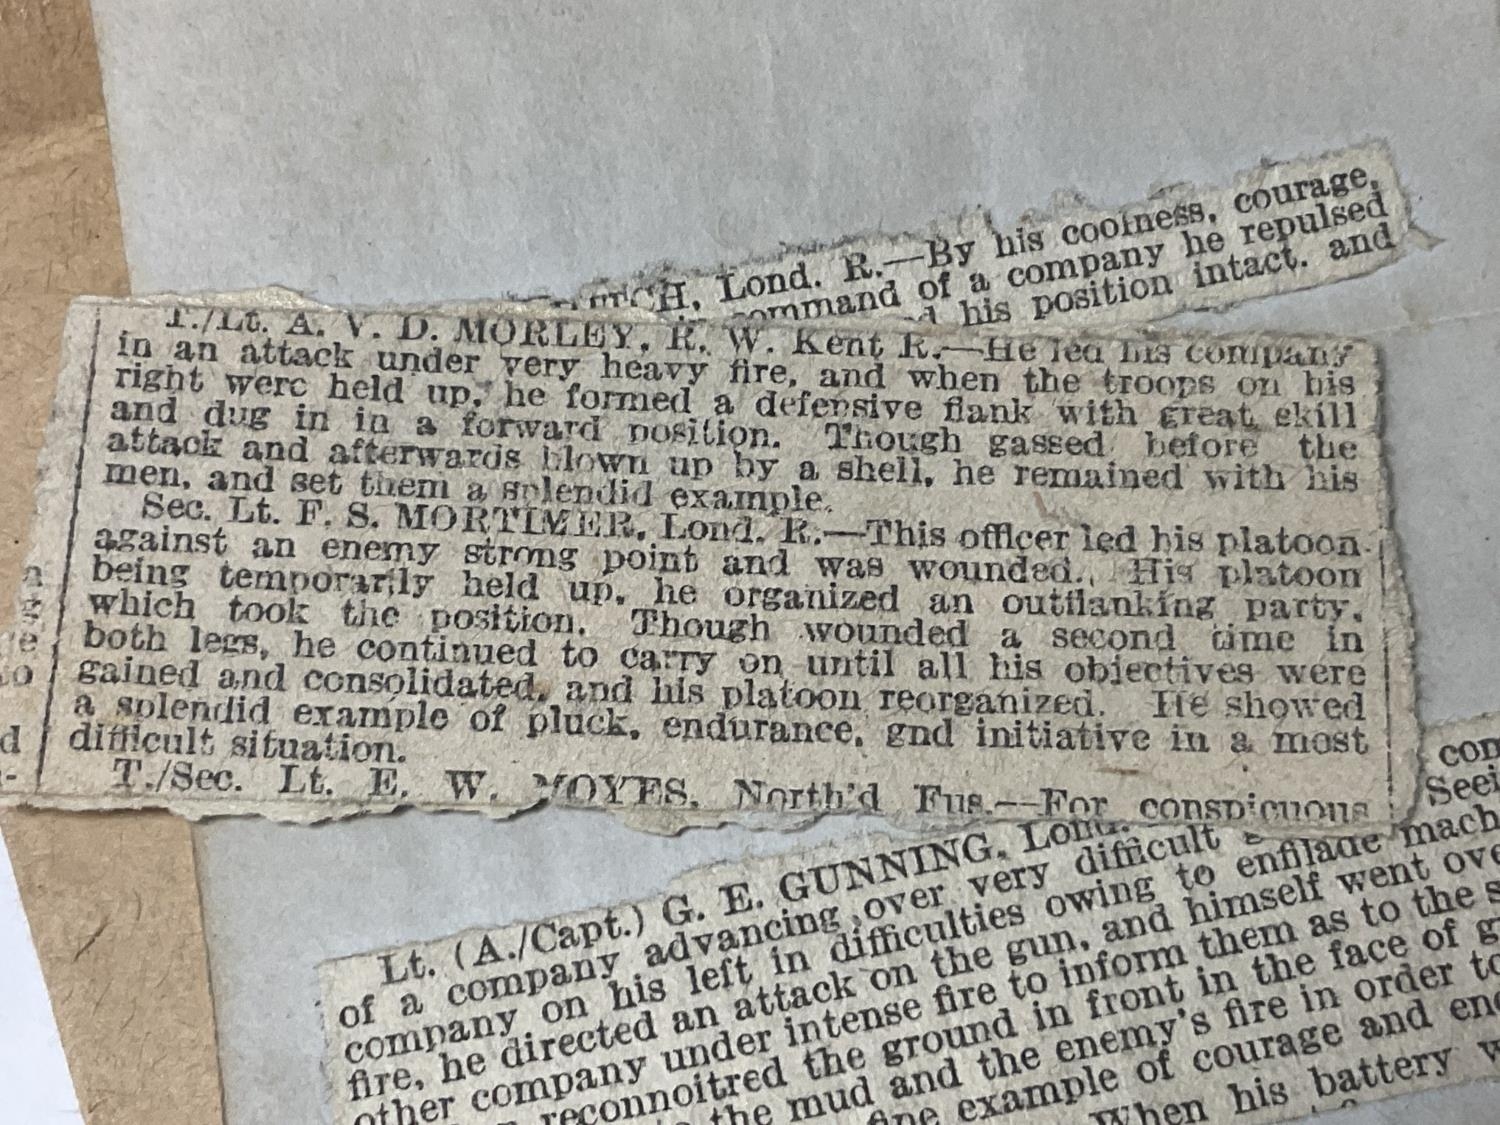 CH, Lond. R.—By his coolness, courage,
command of a company he repulsed
his position intact, and
T./Lt. A. V. D. MORLEY, R. W. Kent R.—He led his company
in an attack under very heavy fire, and when the troops on his
right were held up, he formed a defensive flank with great skill
and dug in in a forward position. Though gassed before the
attack and afterwards blown up by a shell, he remained with his
men, and set them a splendid example.
Sec. Lt. F. S. MORTIMER, Lond. R.—This officer led his platoon
against an enemy strong point and was wounded. His platoon
being temporarily held up, he organized an outflanking party,
which took the position. Though wounded a second time in
both legs, he continued to carry on until all his objectives were
gained and consolidated, and his platoon reorganized. He showed
a splendid example of pluck, endurance, gnd initiative in a most
difficult situation.
T./Sec. Lt. E. W. MOYES, North'd Fus.—For conspicuous
con
Seei
Lt. (A./Capt.) G. E. GUNNING, Lond.
of a company advancing over very difficult g
company on his left in difficulties owing to enfilade mach
fire, he directed an attack on the gun, and himself went ove
other company under intense fire to inform them as to the s
reconnoitred the ground in front in the face of g
the mud and the enemy's fire in order to
fine example of courage and en
When his battery w